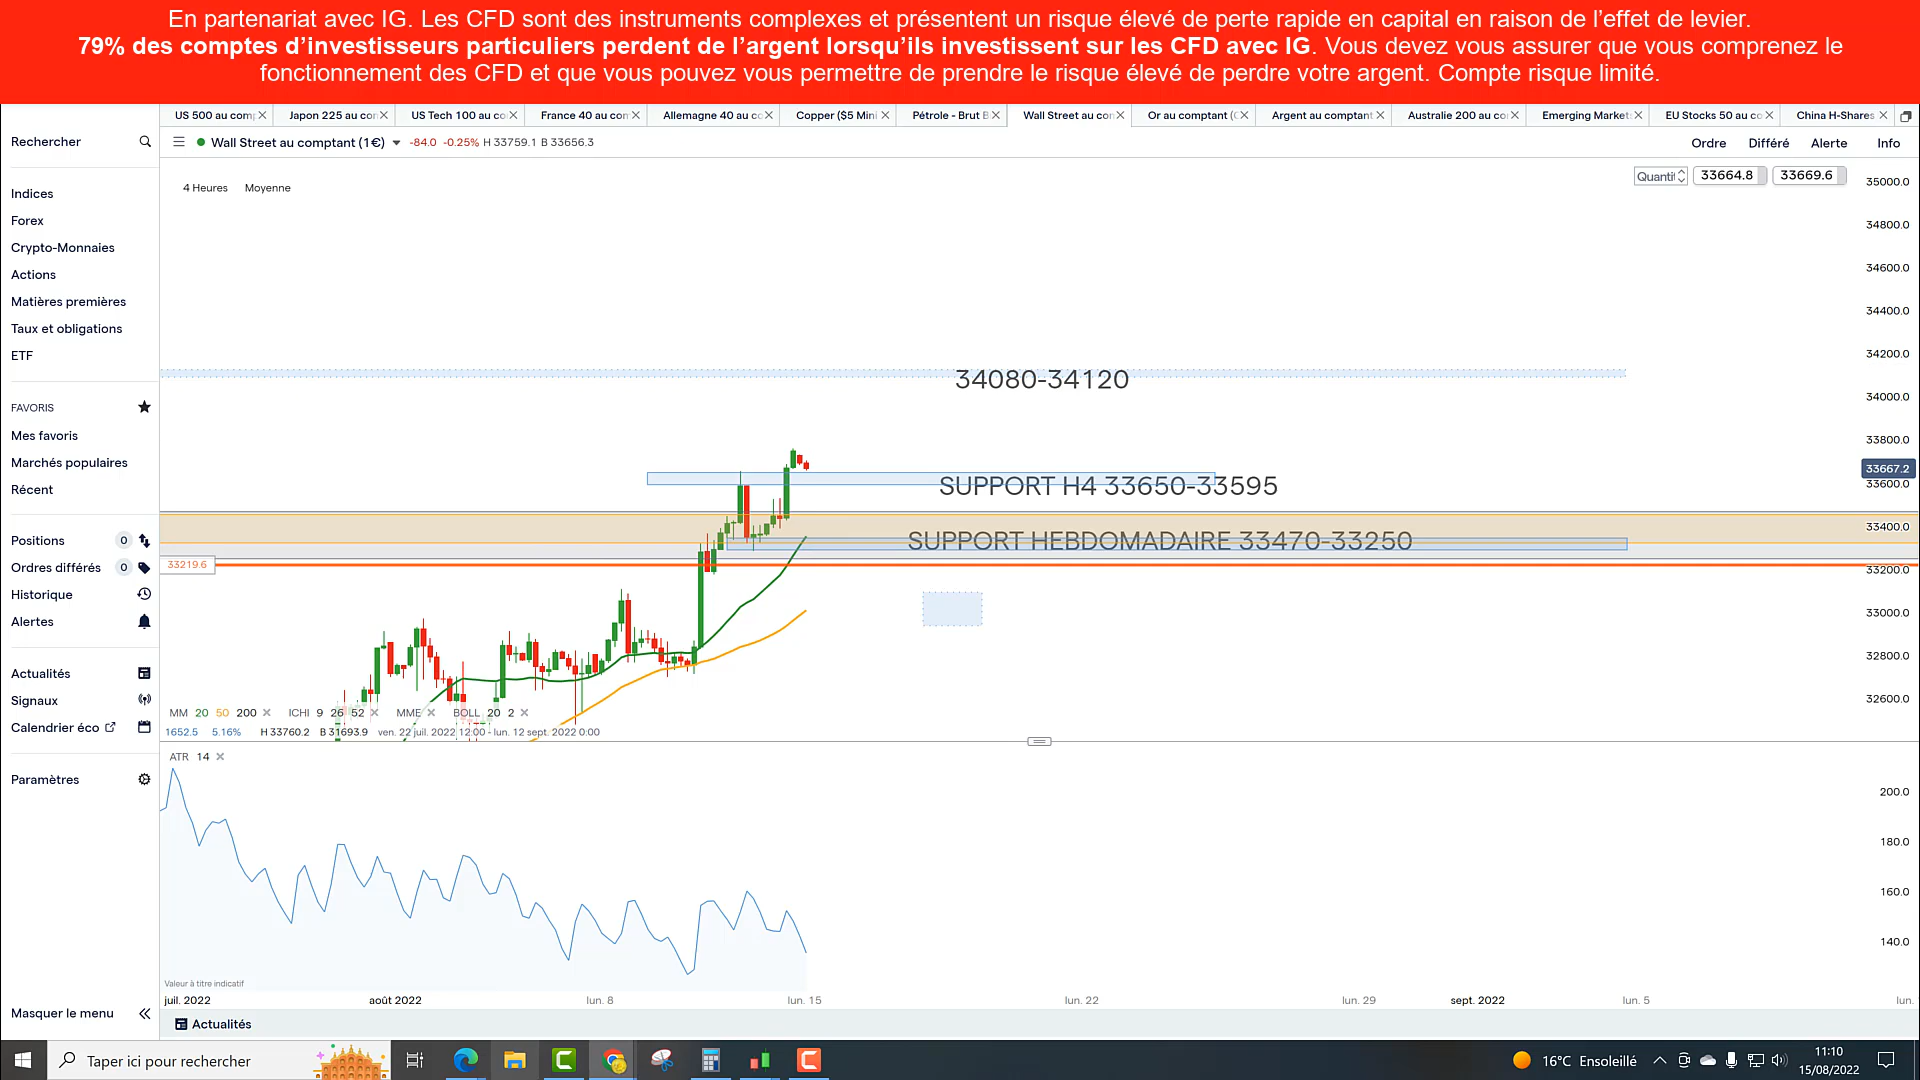 En partenariat avec IG. Les CFD sont des instruments complexes et présentent un risque élevé de perte rapide en capital en raison de l’effet de levier.
79% des comptes d’investisseurs particuliers perdent de l’argent lorsqu’ils investissent sur les CFD avec IG. Vous devez vous assurer que vous comprenez le
fonctionnement des CFD et que vous pouvez vous permettre de prendre le risque élevé de perdre votre argent. Compte risque limité.
US 500 au comp
Japon 225 au con
US Tech 100 au co
France 40 au con
Allemagne 40 au c
Copper ($5 Mini
Pétrole - Brut B
Wall Street au con
Or au comptant (
Argent au comptant
Australie 200 au co
Emerging Market
EU Stocks 50 au c
China H-Shares
Rechercher
Wall Street au comptant (1€) -84.0 -0.25% H 33759.1 B 33656.3
Ordre Différé Alerte Info
4 Heures Moyenne
Quanti 33664.8 33669.6
Indices
Forex
Crypto-Monnaies
Actions
Matières premières
Taux et obligations
ETF
FAVORIS
Mes favoris
Marchés populaires
Récent
Positions 0
Ordres différés 0
Historique
Alertes
Actualités
Signaux
Calendrier éco
Paramètres
Masquer le menu
35000.0
34800.0
34600.0
34400.0
34200.0
34000.0
33800.0
33667.2
33600.0
33400.0
33200.0
33000.0
32800.0
32600.0
34080-34120
SUPPORT H4 33650-33595
SUPPORT HEBDOMADAIRE 33470-33250
33219.6
MM 20 50 200 ICHI 9 26 52 MME BOLL 20 2
1652.5 5.16% H 33760.2 B 31693.9 ven. 22 juil. 2022 12:00 - lun. 12 sept. 2022 0:00
ATR 14
200.0
180.0
160.0
140.0
Valeur à titre indicatif
juil. 2022 août 2022 lun. 8 lun. 15 lun. 22 lun. 29 sept. 2022 lun. 5 lun.
Actualités
Taper ici pour rechercher
16°C Ensoleillé
11:10
15/08/2022